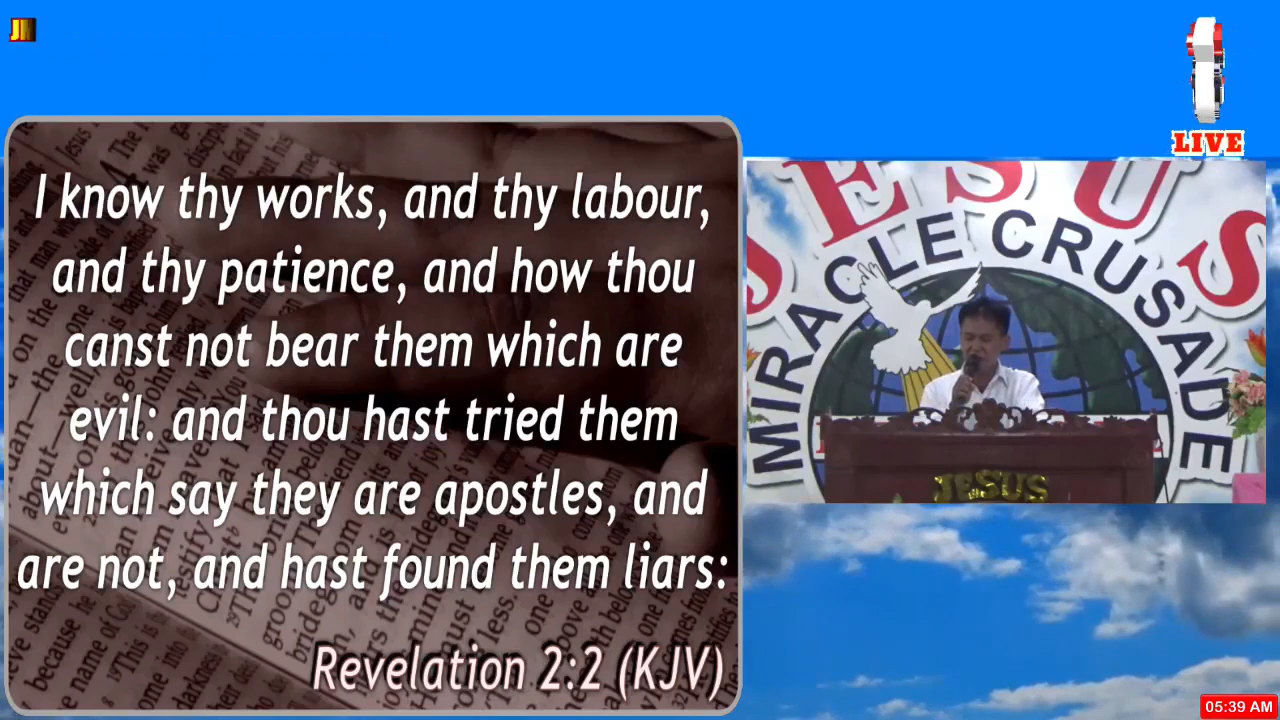 I know thy works, and thy labour,
and thy patience, and how thou
canst not bear them which are
evil: and thou hast tried them
which say they are apostles, and
are not, and hast found them liars:
Revelation 2:2 (KJV)
LIVE
JESUS
MIRACLE CRUSADE
JESUS
05:39 AM